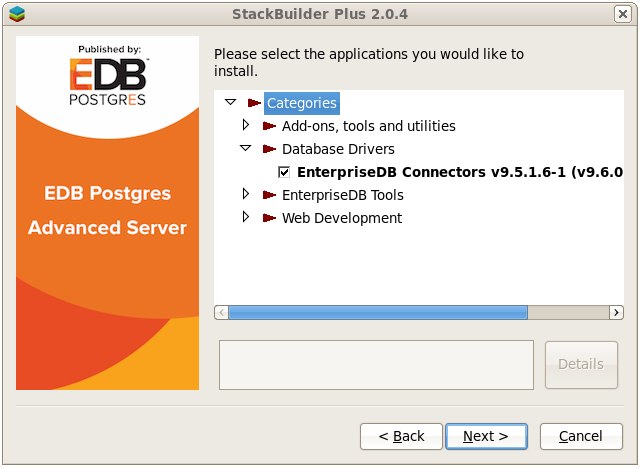 StackBuilder Plus 2.0.4
Published by:
EDB
POSTGRES
EDB Postgres
Advanced Server
Please select the applications you would like to
install.
Categories
Add-ons, tools and utilities
Database Drivers
EnterpriseDB Connectors v9.5.1.6-1 (v9.6.0
EnterpriseDB Tools
Web Development
Details
< Back
Next >
Cancel